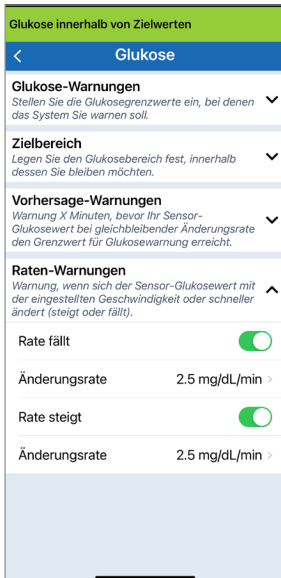 Glukose innerhalb von Zielwerten
Glukose
Glukose-Warnungen
Stellen Sie die Glukosegrenzwerte ein, bei denen
das System Sie warnen soll.
Zielbereich
Legen Sie den Glukosebereich fest, innerhalb
dessen Sie bleiben möchten.
Vorhersage-Warnungen
Warnung X Minuten, bevor Ihr Sensor-
Glukosewert bei gleichbleibender Änderungsrate
den Grenzwert für Glukosewarnung erreicht.
Raten-Warnungen
Warnung, wenn sich der Sensor-Glukosewert mit
der eingestellten Geschwindigkeit oder schneller
ändert (steigt oder fällt).
Rate fällt
Änderungsrate 2.5 mg/dL/min
Rate steigt
Änderungsrate 2.5 mg/dL/min